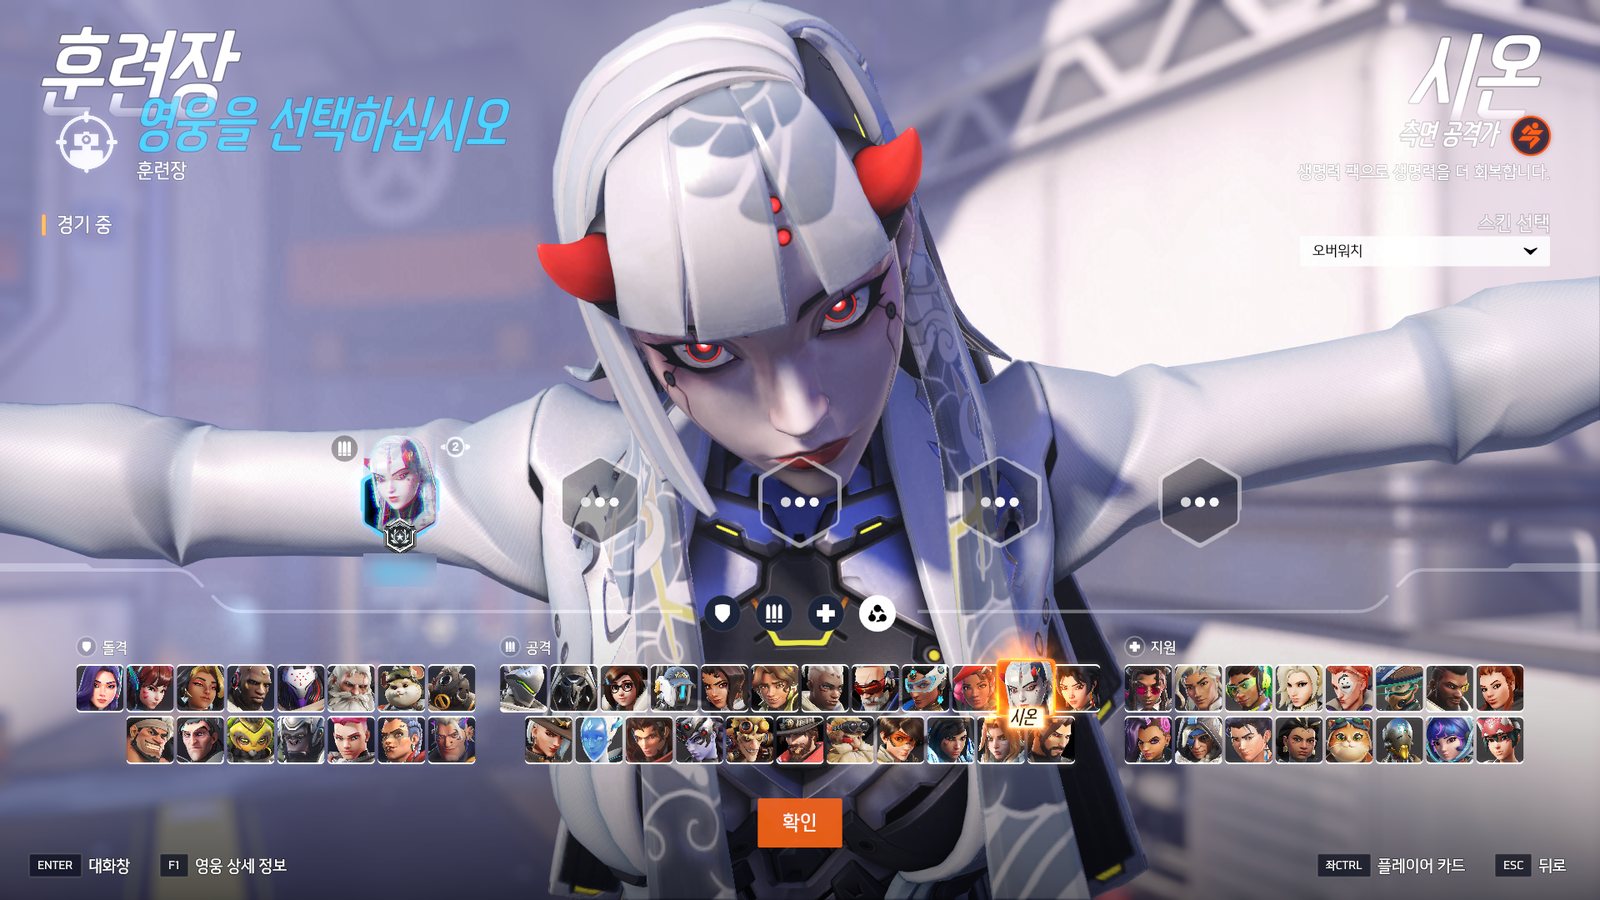 훈련장
영웅을 선택하십시오
훈련장
경기 중
시온
측면 공격가
생명력 팩으로 생명력을 더 회복합니다.
스킨 선택
오버워치
2
돌격
공격
지원
시온
확인
ENTER 대화창 F1 영웅 상세 정보
좌CTRL 플레이어 카드 ESC 뒤로